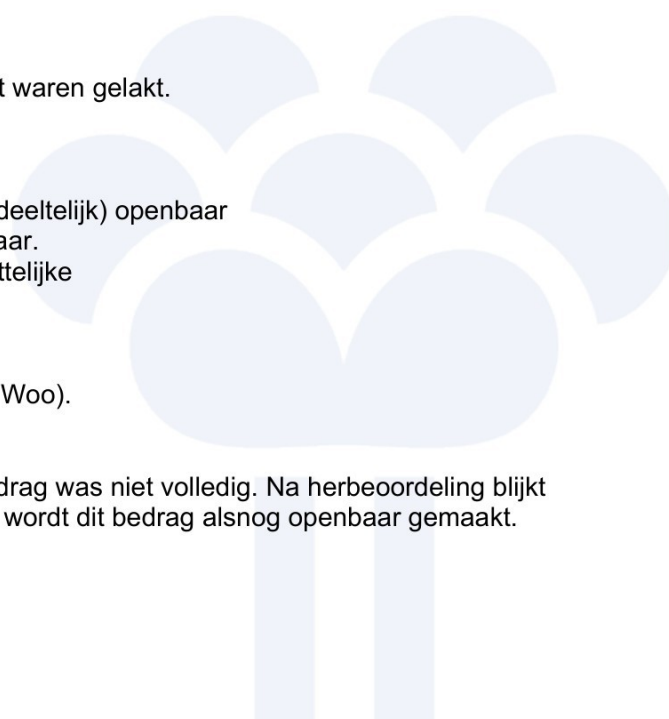 t waren gelakt.
deeltelijk) openbaar
aar.
ttelijke
Woo).
drag was niet volledig. Na herbeoordeling blijkt
wordt dit bedrag alsnog openbaar gemaakt.